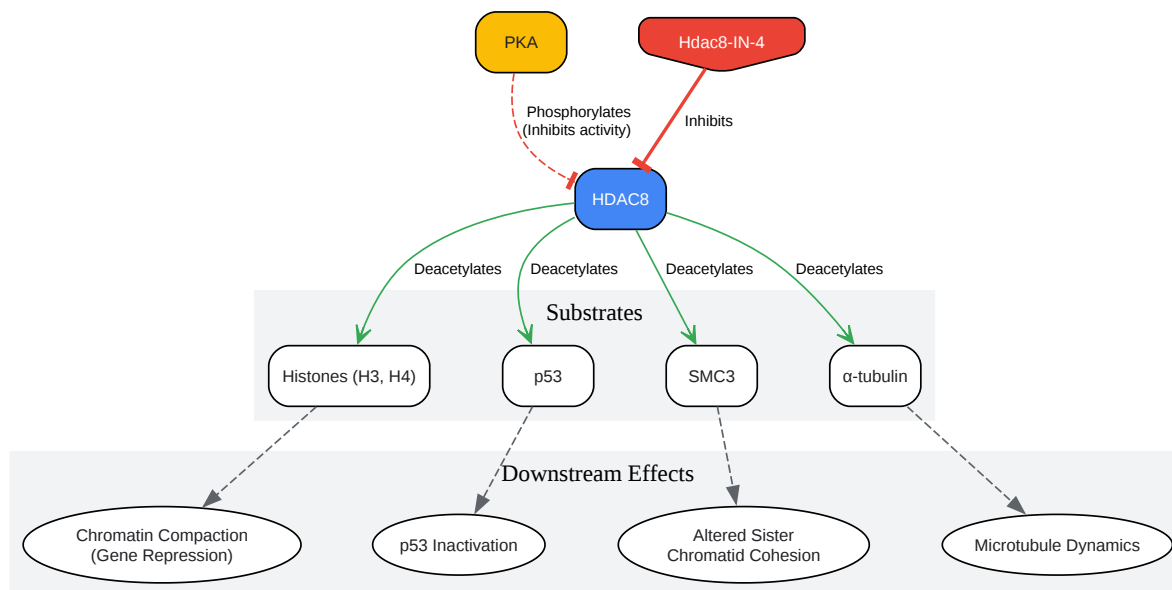 PKA
Hdac8-IN-4
Phosphorylates
(Inhibits activity)
Inhibits
HDAC8
Deacetylates
Deacetylates
Deacetylates
Deacetylates
Substrates
Histones (H3, H4)
p53
SMC3
α-tubulin
Downstream Effects
Chromatin Compaction
(Gene Repression)
p53 Inactivation
Altered Sister
Chromatid Cohesion
Microtubule Dynamics